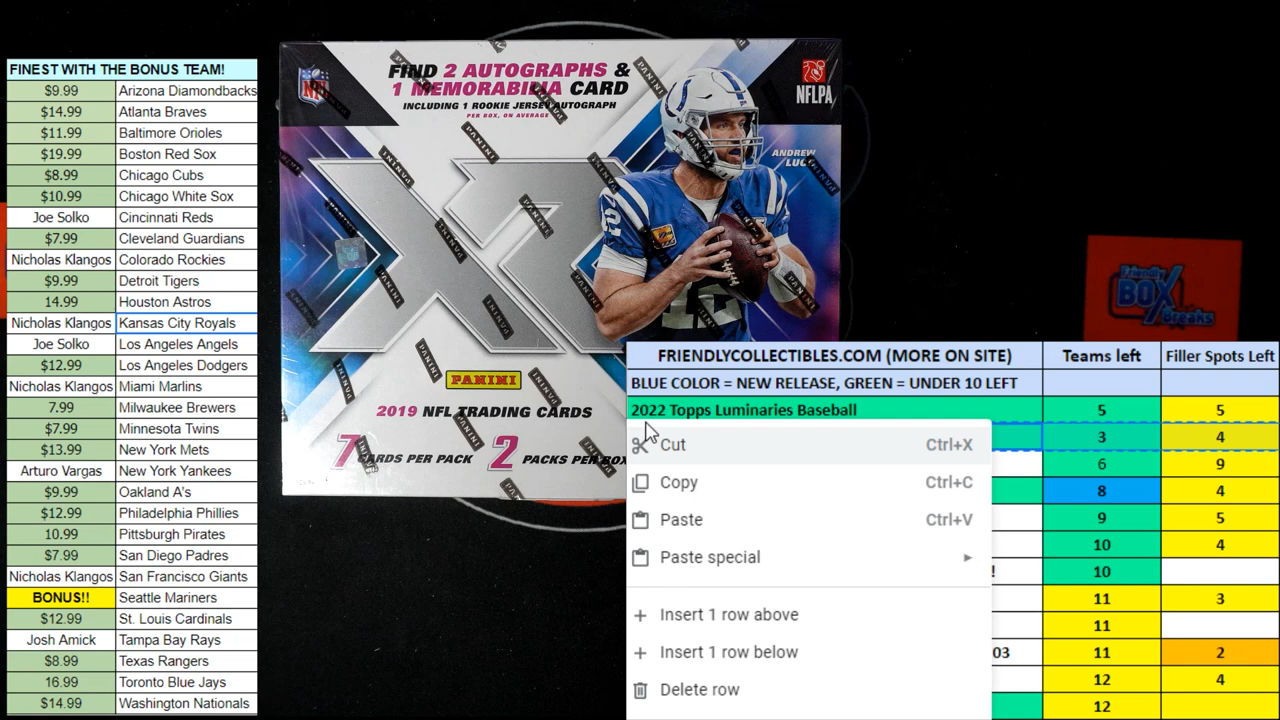 FINEST WITH THE BONUS TEAM!
$9.99 Arizona Diamondbacks
$14.99 Atlanta Braves
$11.99 Baltimore Orioles
$19.99 Boston Red Sox
$8.99 Chicago Cubs
$10.99 Chicago White Sox
Joe Solko Cincinnati Reds
$7.99 Cleveland Guardians
Nicholas Klangos Colorado Rockies
$9.99 Detroit Tigers
14.99 Houston Astros
Nicholas Klangos Kansas City Royals
Joe Solko Los Angeles Angels
$12.99 Los Angeles Dodgers
Nicholas Klangos Miami Marlins
7.99 Milwaukee Brewers
$7.99 Minnesota Twins
$13.99 New York Mets
Arturo Vargas New York Yankees
$9.99 Oakland A's
$12.99 Philadelphia Phillies
10.99 Pittsburgh Pirates
$7.99 San Diego Padres
Nicholas Klangos San Francisco Giants
BONUS!! Seattle Mariners
$12.99 St. Louis Cardinals
Josh Amick Tampa Bay Rays
$8.99 Texas Rangers
16.99 Toronto Blue Jays
$14.99 Washington Nationals
NFL
FIND 2 AUTOGRAPHS &
1 MEMORABILIA CARD
INCLUDING 1 ROOKIE JERSEY AUTOGRAPH
PER BOX, ON AVERAGE
NFLPA
ANDREW
LUCK
XR
PANINI
2019 NFL TRADING CARDS
7 CARDS PER PACK 2 PACKS PER BOX
Friendly
BOX
Breaks
FRIENDLYCOLLECTIBLES.COM (MORE ON SITE) Teams left Filler Spots Left
BLUE COLOR = NEW RELEASE, GREEN = UNDER 10 LEFT
2022 Topps Luminaries Baseball 5 5
3 4
6 9
8 4
9 5
10 4
! 10
11 3
11
03 11 2
12 4
12
Cut Ctrl+X
Copy Ctrl+C
Paste Ctrl+V
Paste special
Insert 1 row above
Insert 1 row below
Delete row